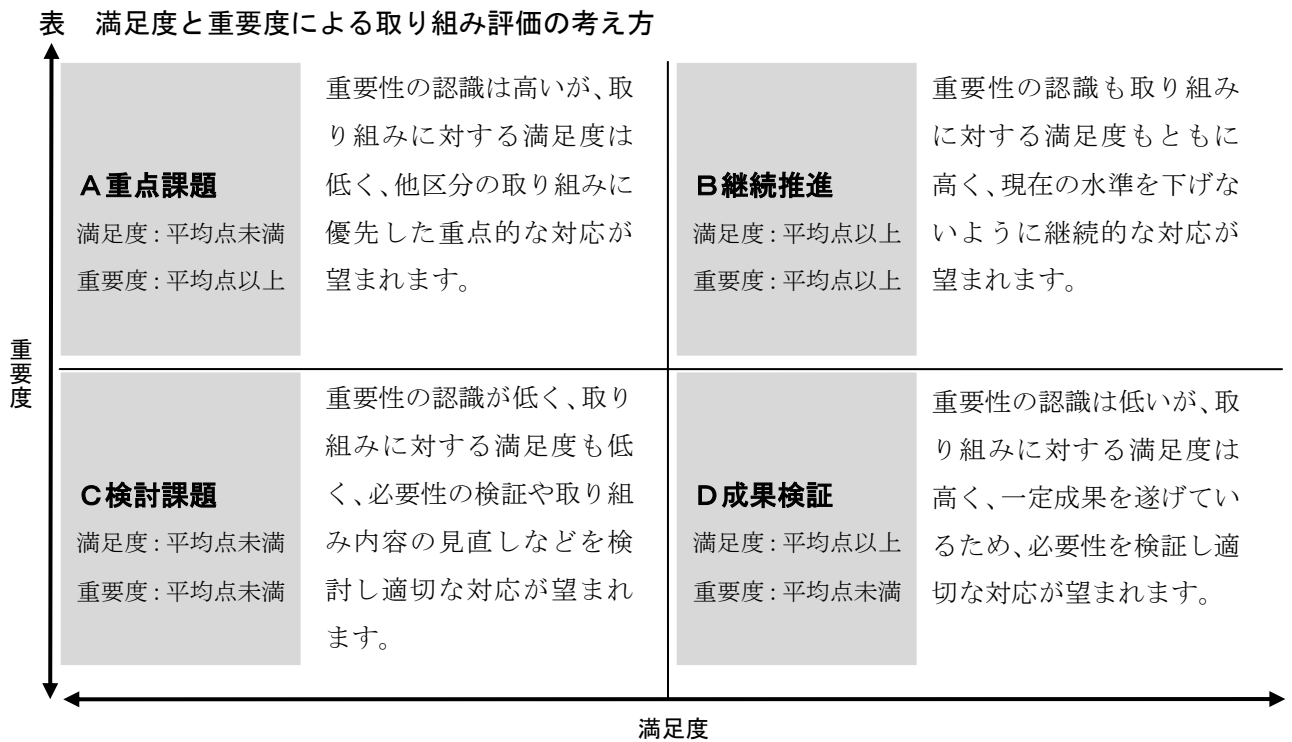 表　満足度と重要度による取り組み評価の考え方
Ａ重点課題
満足度：平均点未満
重要度：平均点以上
重要性の認識は高いが、取
り組みに対する満足度は
低く、他区分の取り組みに
優先した重点的な対応が
望まれます。
Ｂ継続推進
満足度：平均点以上
重要度：平均点以上
重要性の認識も取り組み
に対する満足度もともに
高く、現在の水準を下げな
いように継続的な対応が
望まれます。
重要度
Ｃ検討課題
満足度：平均点未満
重要度：平均点未満
重要性の認識が低く、取り
組みに対する満足度も低
く、必要性の検証や取り組
み内容の見直しなどを検
討し適切な対応が望まれ
ます。
Ｄ成果検証
満足度：平均点以上
重要度：平均点未満
重要性の認識は低いが、取
り組みに対する満足度は
高く、一定成果を遂げてい
るため、必要性を検証し適
切な対応が望まれます。
満足度